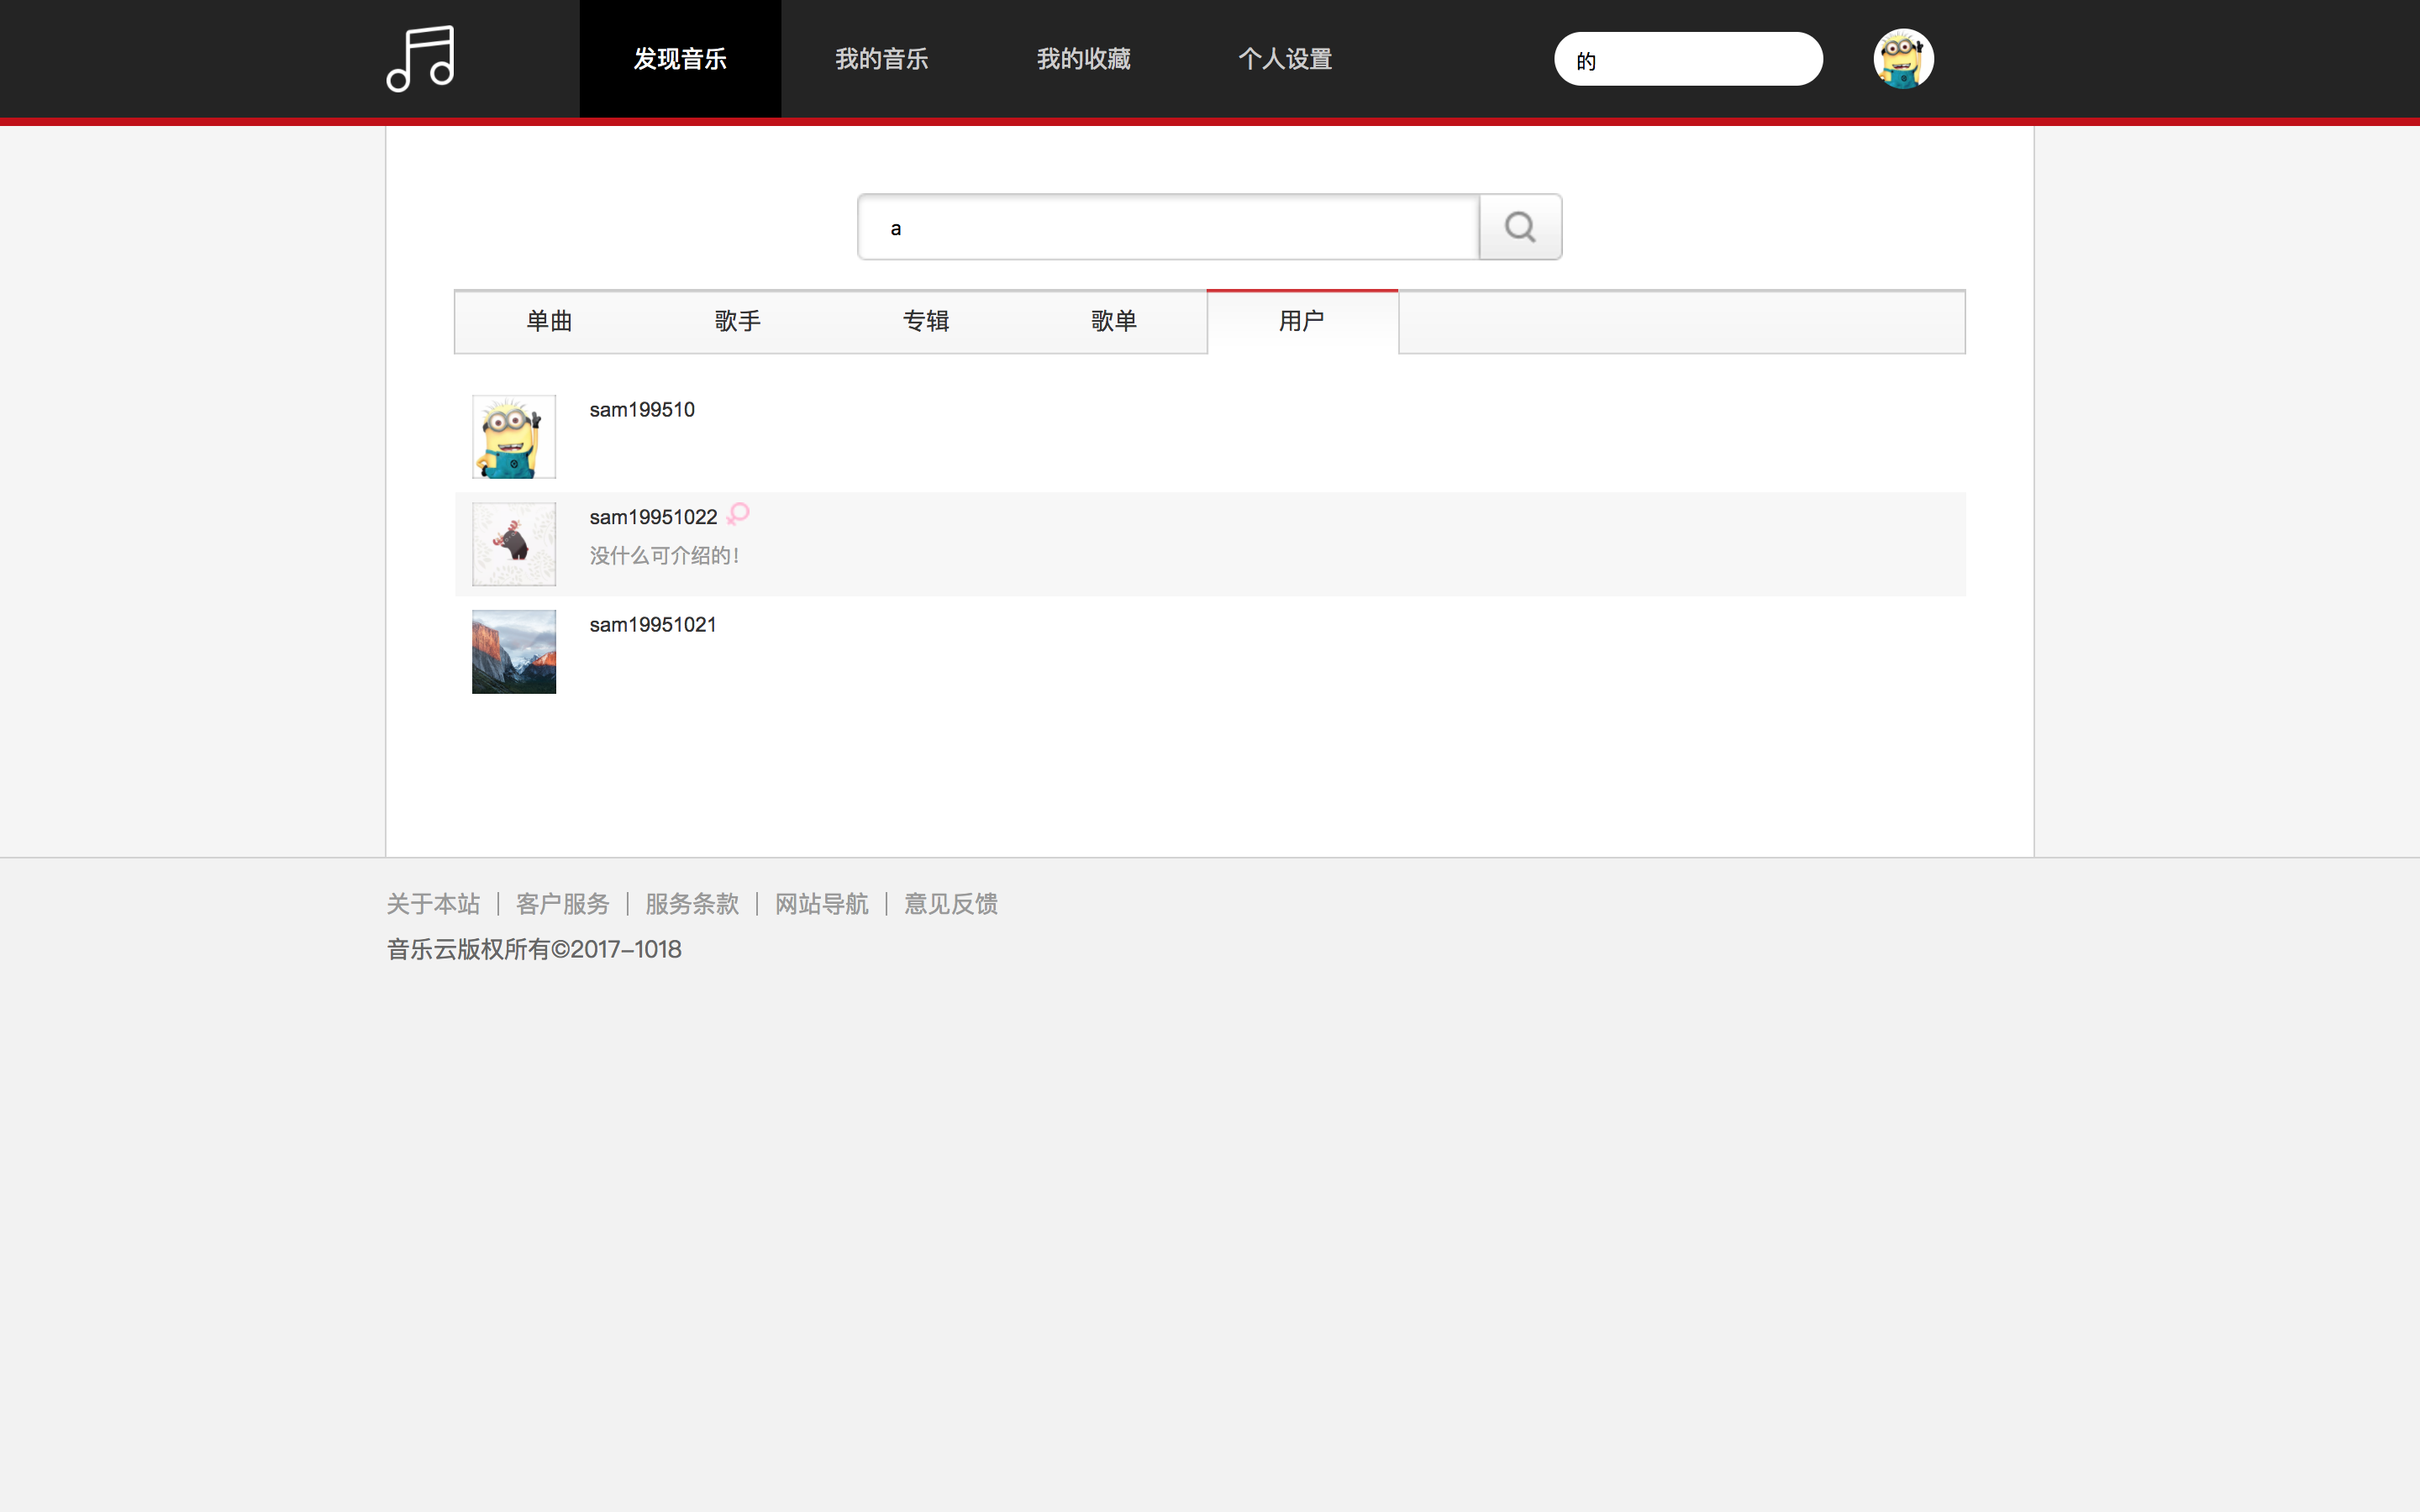 发现音乐 我的音乐 我的收藏 个人设置 的
a
单曲 歌手 专辑 歌单 用户
sam199510
sam19951022
没什么可介绍的!
sam19951021
关于本站 | 客户服务 | 服务条款 | 网站导航 | 意见反馈
音乐云版权所有©2017-1018